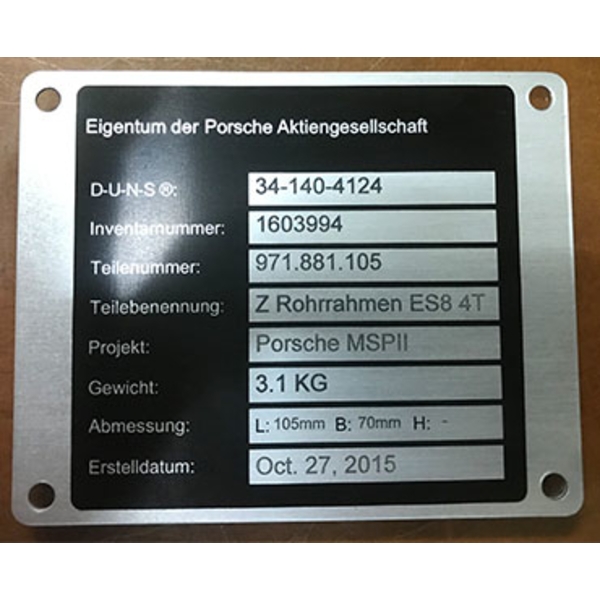 Eigentum der Porsche Aktiengesellschaft
D-U-N-S ®: 34-140-4124
Inventarnummer: 1603994
Teilenummer: 971.881.105
Teilebenennung: Z Rohrrahmen ES8 4T
Projekt: Porsche MSPII
Gewicht: 3.1 KG
Abmessung: L: 105mm B: 70mm H: -
Erstelldatum: Oct. 27, 2015